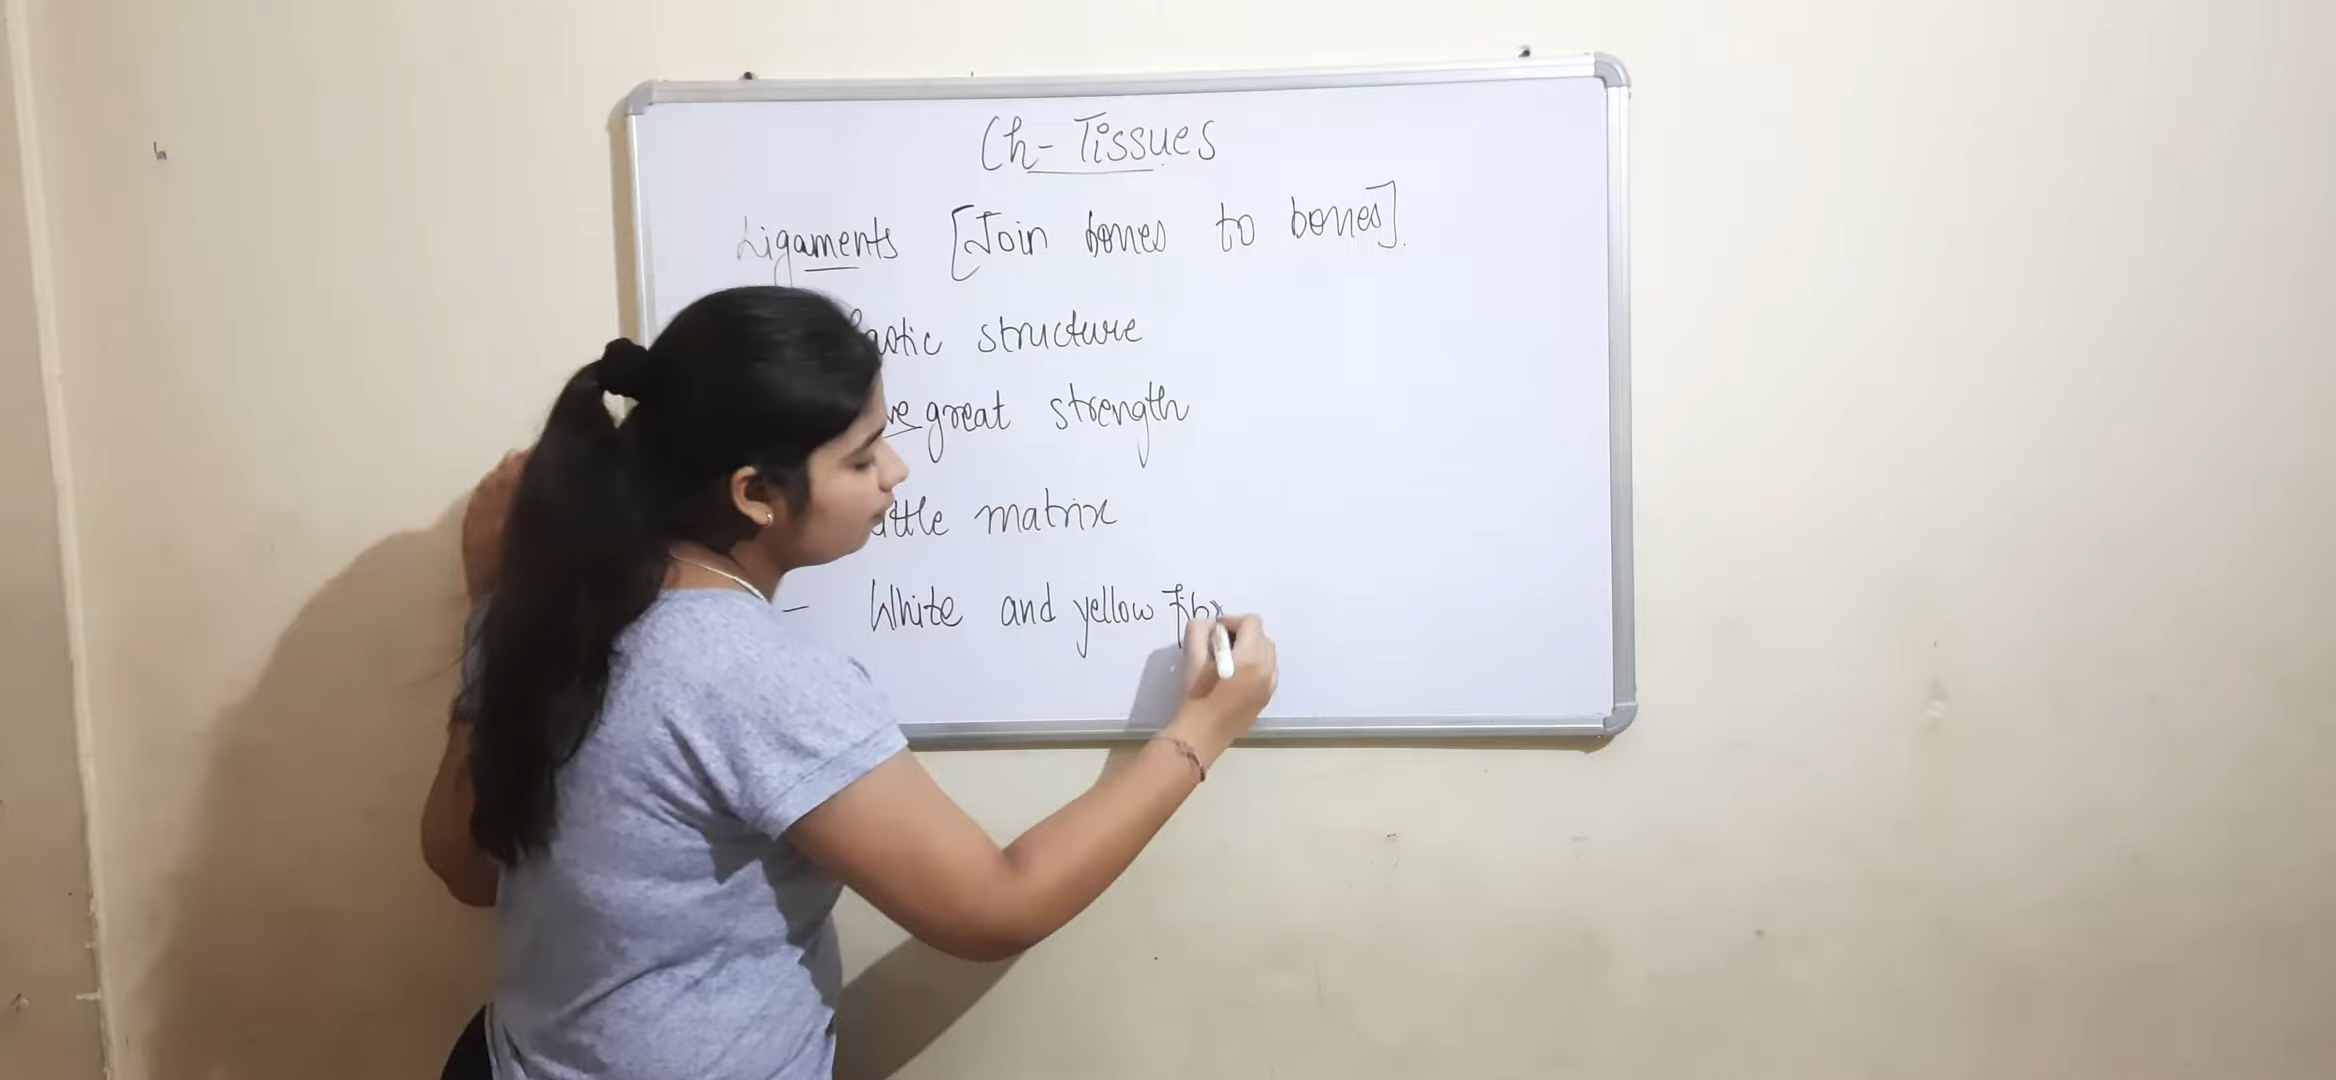 Ch- Tissues
Ligaments [Join bones to bones].
structure
great strength
matrix
- White and yellow